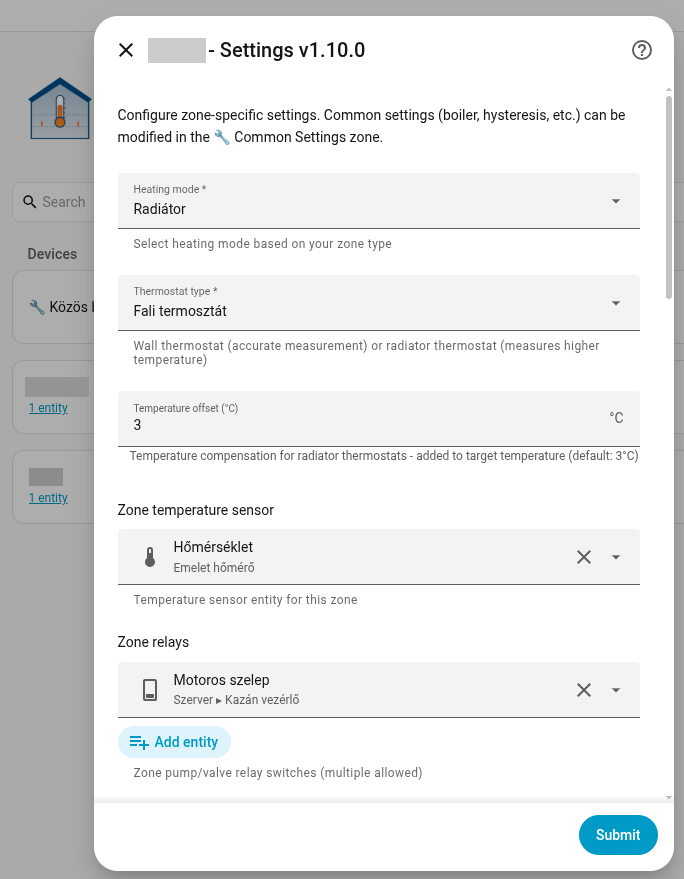 - Settings v1.10.0
Configure zone-specific settings. Common settings (boiler, hysteresis, etc.) can be
modified in the 🔧 Common Settings zone.
Heating mode *
Radiátor
Select heating mode based on your zone type
Thermostat type *
Fali termosztát
Wall thermostat (accurate measurement) or radiator thermostat (measures higher
temperature)
Temperature offset (°C)
3
°C
Temperature compensation for radiator thermostats - added to target temperature (default: 3°C)
Zone temperature sensor
Hőmérséklet
Emelet hőmérő
Temperature sensor entity for this zone
Zone relays
Motoros szelep
Szerver ▸ Kazán vezérlő
Add entity
Zone pump/valve relay switches (multiple allowed)
Submit
Search
Devices
🔧 Közös
1 entity
1 entity